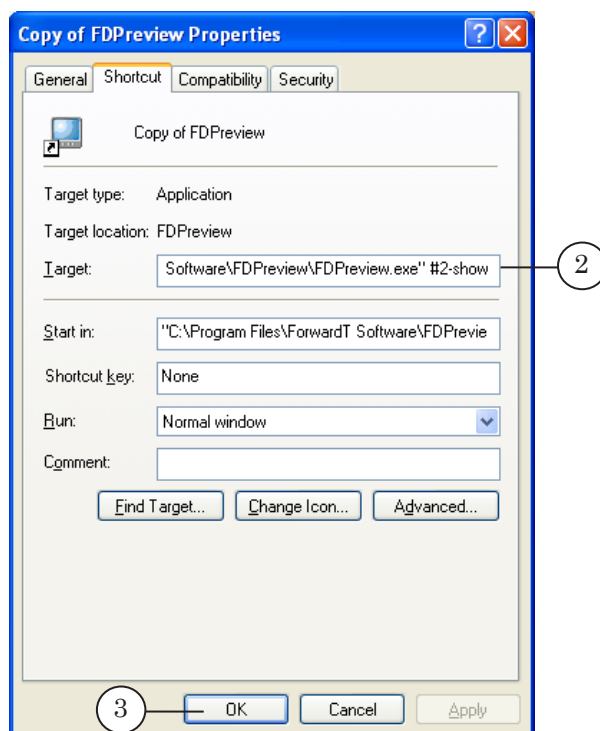 Copy of FDPreview Properties
General Shortcut Compatibility Security
Copy of FDPreview
Target type: Application
Target location: FDPreview
Target: Software\FDPreview\FDPreview.exe" #2-show
2
Start in: "C:\Program Files\ForwardT Software\FDPrevie
Shortcut key: None
Run: Normal window
Comment:
Find Target... Change Icon... Advanced...
3
OK Cancel Apply